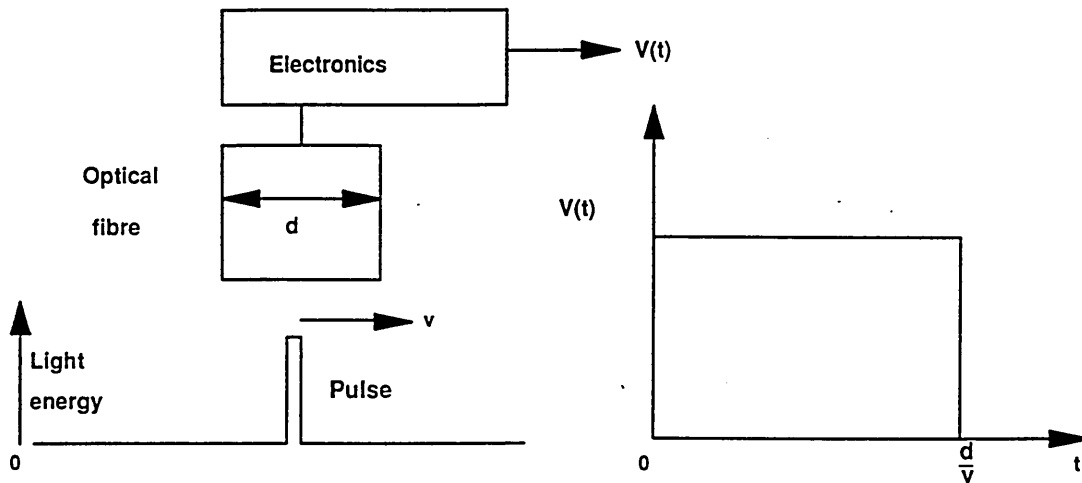 Electronics
V(t)
Optical
fibre
d
v
Light
energy
Pulse
0
V(t)
0
d
v
t